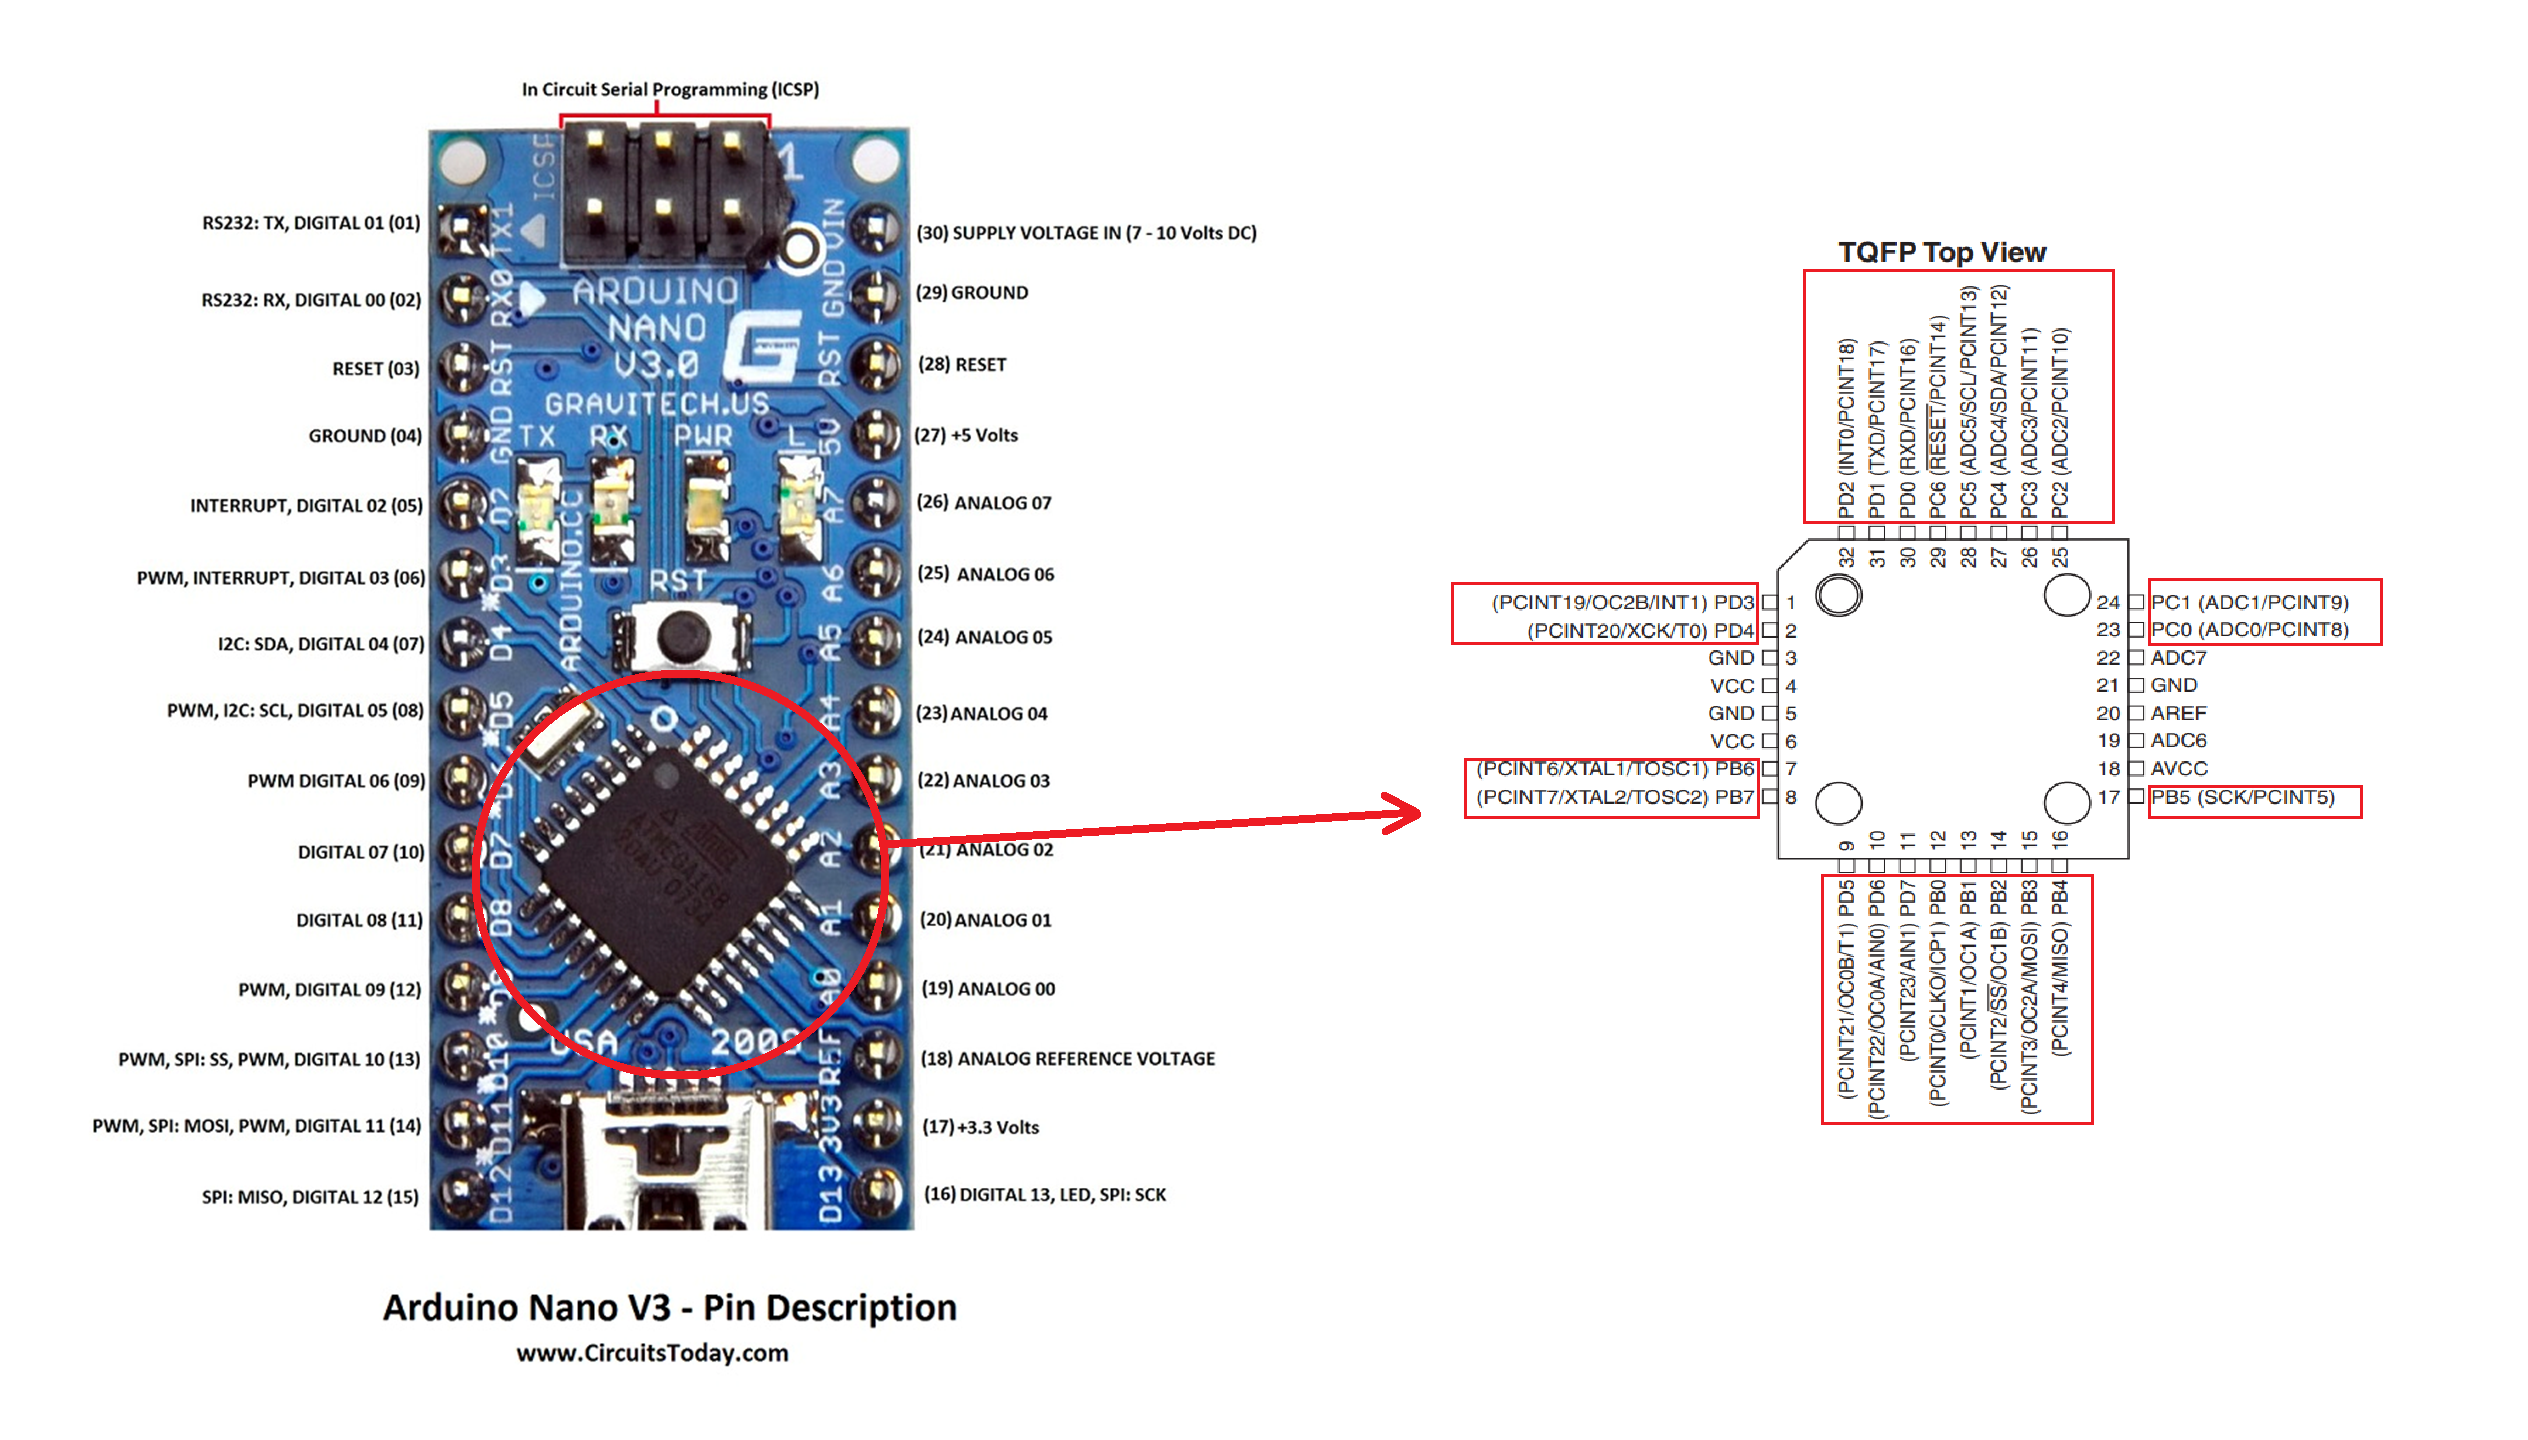 In Circuit Serial Programming (ICSP)
RS232: TX, DIGITAL 01 (01)
RS232: RX, DIGITAL 00 (02)
RESET (03)
GROUND (04)
INTERRUPT, DIGITAL 02 (05)
PWM, INTERRUPT, DIGITAL 03 (06)
I2C: SDA, DIGITAL 04 (07)
PWM, I2C: SCL, DIGITAL 05 (08)
PWM DIGITAL 06 (09)
DIGITAL 07 (10)
DIGITAL 08 (11)
PWM, DIGITAL 09 (12)
PWM, SPI: SS, PWM, DIGITAL 10 (13)
PWM, SPI: MOSI, PWM, DIGITAL 11 (14)
SPI: MISO, DIGITAL 12 (15)
ICSP
1
TX1
RX0
RST
GND
D2
*D3
D4
*D5
D7
D8
*D10
*D11
D12
ARDUINO
NANO
V3.0
G
GRAVITECH.US
TX RX PWR L
ARDUINO.CC
RST
ATMEGA168
20AU 0734
USA 2009
VIN
GND
RST
5V
A7
A6
A5
A4
A3
A2
A1
A0
REF
3V3
D13
(30) SUPPLY VOLTAGE IN (7 - 10 Volts DC)
(29) GROUND
(28) RESET
(27) +5 Volts
(26) ANALOG 07
(25) ANALOG 06
(24) ANALOG 05
(23) ANALOG 04
(22) ANALOG 03
(21) ANALOG 02
(20) ANALOG 01
(19) ANALOG 00
(18) ANALOG REFERENCE VOLTAGE
(17) +3.3 Volts
(16) DIGITAL 13, LED, SPI: SCK
Arduino Nano V3 - Pin Description
www.CircuitsToday.com
TQFP Top View
PD2 (INT0/PCINT18)
PD1 (TXD/PCINT17)
PD0 (RXD/PCINT16)
PC6 (RESET/PCINT14)
PC5 (ADC5/SCL/PCINT13)
PC4 (ADC4/SDA/PCINT12)
PC3 (ADC3/PCINT11)
PC2 (ADC2/PCINT10)
32 31 30 29 28 27 26 25
(PCINT19/OC2B/INT1) PD3 1
(PCINT20/XCK/T0) PD4 2
GND 3
VCC 4
GND 5
VCC 6
(PCINT6/XTAL1/TOSC1) PB6 7
(PCINT7/XTAL2/TOSC2) PB7 8
24 PC1 (ADC1/PCINT9)
23 PC0 (ADC0/PCINT8)
22 ADC7
21 GND
20 AREF
19 ADC6
18 AVCC
17 PB5 (SCK/PCINT5)
9 10 11 12 13 14 15 16
(PCINT21/OC0B/T1) PD5
(PCINT22/OC0A/AIN0) PD6
(PCINT23/AIN1) PD7
(PCINT0/CLKO/ICP1) PB0
(PCINT1/OC1A) PB1
(PCINT2/SS/OC1B) PB2
(PCINT3/OC2A/MOSI) PB3
(PCINT4/MISO) PB4